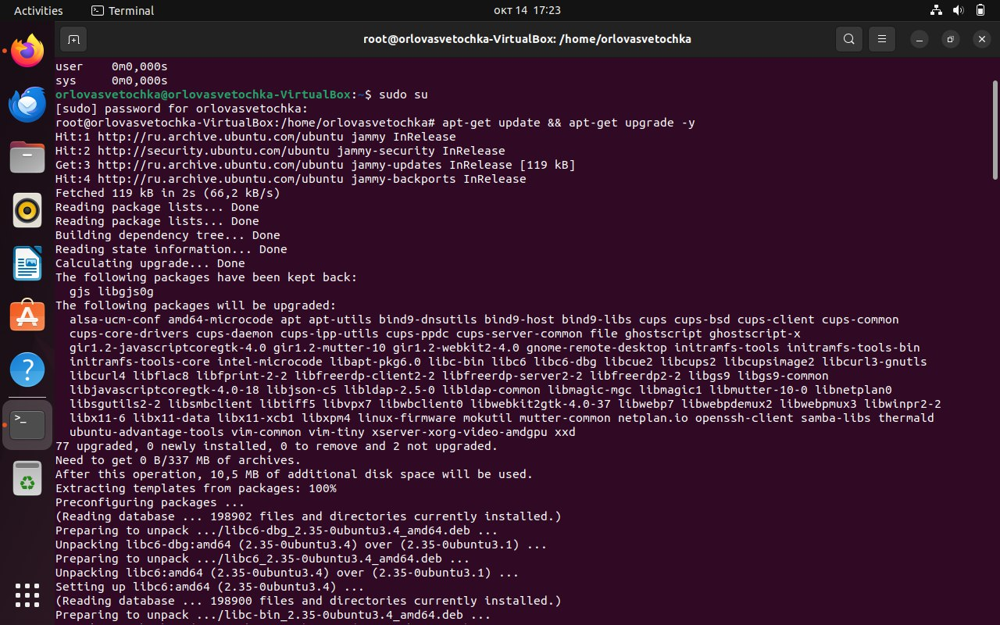 Activities
Terminal
окт 14 17:23
root@orlovasvetochka-VirtualBox: /home/orlovasvetochka
user 0m0,000s
sys 0m0,000s
orlovasvetochka@orlovasvetochka-VirtualBox:~$ sudo su
[sudo] password for orlovasvetochka:
root@orlovasvetochka-VirtualBox:/home/orlovasvetochka# apt-get update && apt-get upgrade -y
Hit:1 http://ru.archive.ubuntu.com/ubuntu jammy InRelease
Hit:2 http://security.ubuntu.com/ubuntu jammy-security InRelease
Get:3 http://ru.archive.ubuntu.com/ubuntu jammy-updates InRelease [119 kB]
Hit:4 http://ru.archive.ubuntu.com/ubuntu jammy-backports InRelease
Fetched 119 kB in 2s (66,2 kB/s)
Reading package lists... Done
Reading package lists... Done
Building dependency tree... Done
Reading state information... Done
Calculating upgrade... Done
The following packages have been kept back:
gjs libgjs0g
The following packages will be upgraded:
alsa-ucm-conf amd64-microcode apt apt-utils bind9-dnsutils bind9-host bind9-libs cups cups-bsd cups-client cups-common
cups-core-drivers cups-daemon cups-ipp-utils cups-ppdc cups-server-common file ghostscript ghostscript-x
gir1.2-javascriptcoregtk-4.0 gir1.2-mutter-10 gir1.2-webkit2-4.0 gnome-remote-desktop initramfs-tools initramfs-tools-bin
initramfs-tools-core intel-microcode libapt-pkg6.0 libc-bin libc6 libc6-dbg libcue2 libcups2 libcupsimage2 libcurl3-gnutls
libcurl4 libflac8 libfprint-2-2 libfreerdp-client2-2 libfreerdp-server2-2 libfreerdp2-2 libgs9 libgs9-common
libjavascriptcoregtk-4.0-18 libjson-c5 libldap-2.5-0 libldap-common libmagic-mgc libmagic1 libmutter-10-0 libnetplan0
libsgutils2-2 libsmbclient libtiff5 libvpx7 libwbclient0 libwebkit2gtk-4.0-37 libwebp7 libwebpdemux2 libwebpmux3 libwinpr2-2
libx11-6 libx11-data libx11-xcb1 libxpm4 linux-firmware mokutil mutter-common netplan.io openssh-client samba-libs thermald
ubuntu-advantage-tools vim-common vim-tiny xserver-xorg-video-amdgpu xxd
77 upgraded, 0 newly installed, 0 to remove and 2 not upgraded.
Need to get 0 B/337 MB of archives.
After this operation, 10,5 MB of additional disk space will be used.
Extracting templates from packages: 100%
Preconfiguring packages ...
(Reading database ... 198902 files and directories currently installed.)
Preparing to unpack .../libc6-dbg_2.35-0ubuntu3.4_amd64.deb ...
Unpacking libc6-dbg:amd64 (2.35-0ubuntu3.4) over (2.35-0ubuntu3.1) ...
Preparing to unpack .../libc6_2.35-0ubuntu3.4_amd64.deb ...
Unpacking libc6:amd64 (2.35-0ubuntu3.4) over (2.35-0ubuntu3.1) ...
Setting up libc6:amd64 (2.35-0ubuntu3.4) ...
(Reading database ... 198900 files and directories currently installed.)
Preparing to unpack .../libc-bin_2.35-0ubuntu3.4_amd64.deb ...